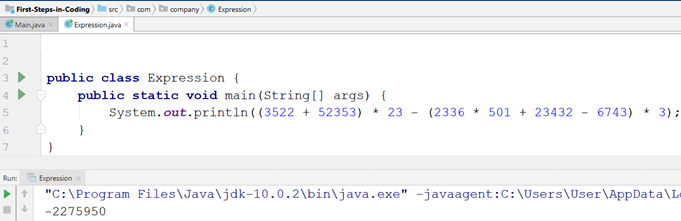 First-Steps-in-Coding src com company Expression
Main.java Expression.java
1
2
3 public class Expression {
4 public static void main(String[] args) {
5 System.out.println((3522 + 52353) * 23 - (2336 * 501 + 23432 - 6743) * 3);
6 }
7 }
Run: Expression
"C:\Program Files\Java\jdk-10.0.2\bin\java.exe" -javaagent:C:\Users\User\AppData\Lo
-2275950